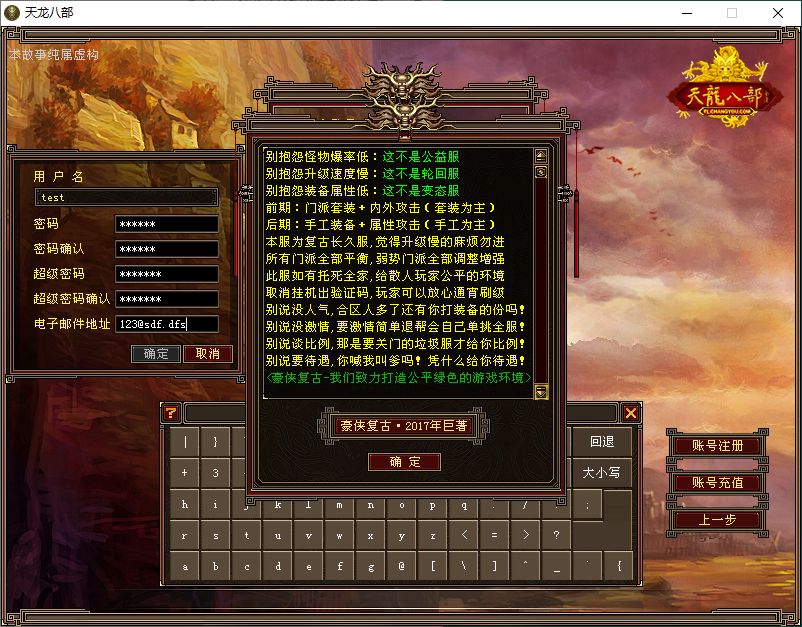 天龙八部
本故事纯属虚构
天龍八部
TL.CHANGYOU.COM
用 户 名
test
密码
******
密码确认
******
超级密码
*******
超级密码确认
*******
电子邮件地址
123@sdf.dfs
确定 取消
别抱怨怪物爆率低：这不是公益服
别抱怨升级速度慢：这不是轮回服
别抱怨装备属性低：这不是变态服
前期：门派套装+内外攻击（套装为主）
后期：手工装备+属性攻击（手工为主）
本服为复古长久服,觉得升级慢的麻烦勿进
所有门派全部平衡,弱势门派全部调整增强
此服如有托死全家,给散人玩家公平的环境
取消挂机出验证码,玩家可以放心通宵刷级
别说没人气,合区人多了还有你打装备的份吗!
别说没激情,要激情简单退帮会自己单挑全服!
别说谈比例,那是要关门的垃圾服才给你比例!
别说要待遇,你喊我叫爹吗! 凭什么给你待遇!
<豪侠复古-我们致力打造公平绿色的游戏环境>
豪侠复古·2017年巨著
确 定
?
X
| } 回退
+ 3 大小写
h i j k l m n o p q . / ;
r s t u v w x y z < = > ?
a b c d e f g @ [ \ ] ^ _ ` {
账号注册
账号充值
上一步